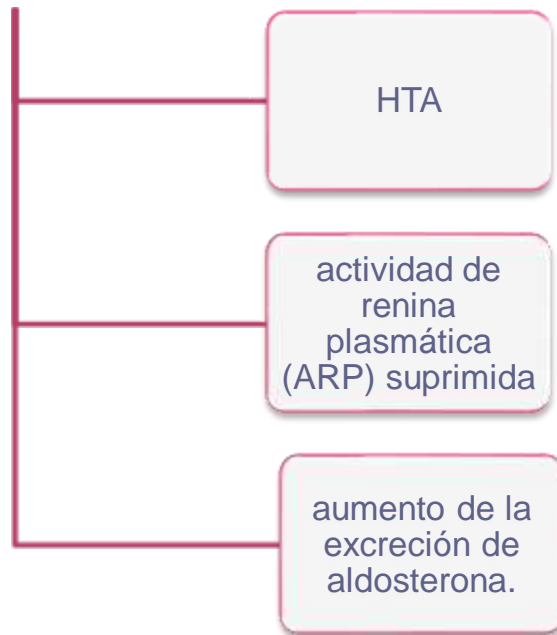 HTA
actividad de
renina
plasmática
(ARP) suprimida
aumento de la
excreción de
aldosterona.